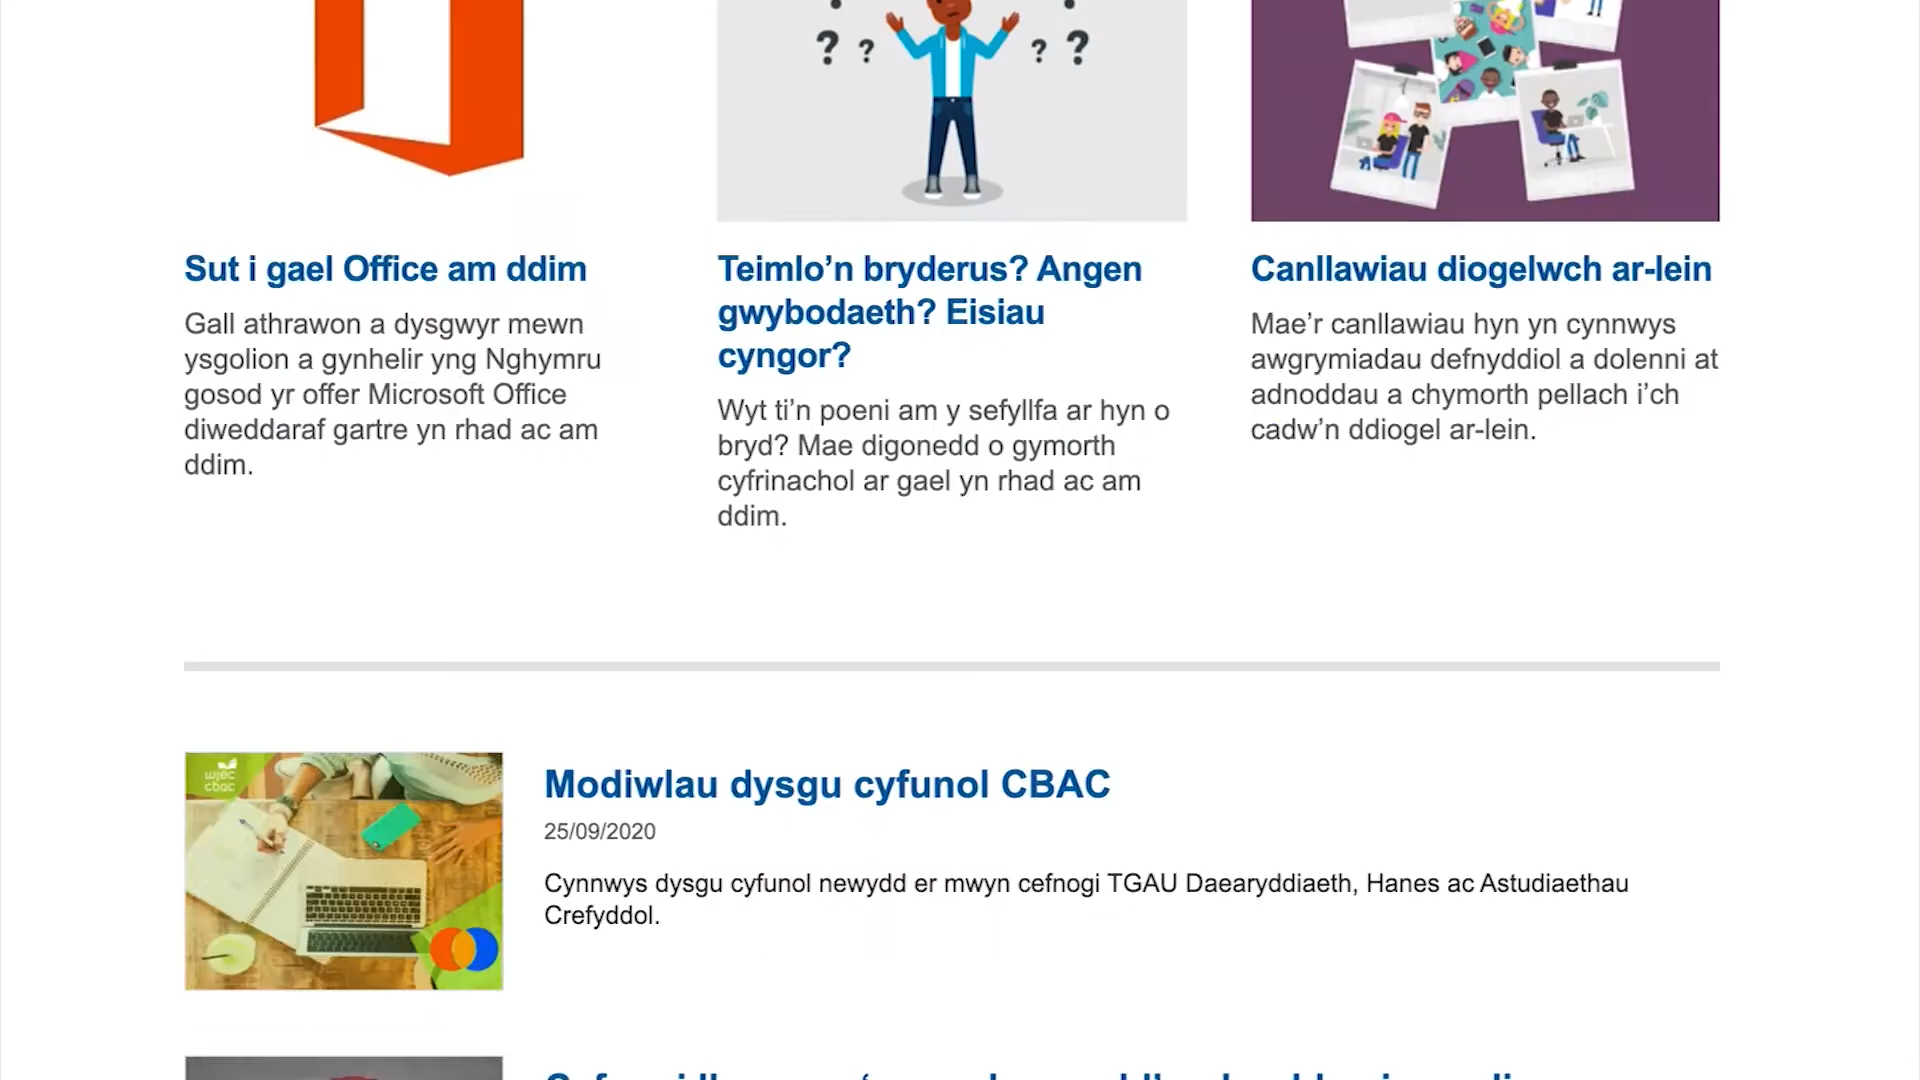 ? ? ? ?
Sut i gael Office am ddim
Gall athrawon a dysgwyr mewn
ysgolion a gynhelir yng Nghymru
gosod yr offer Microsoft Office
diweddaraf gartre yn rhad ac am
ddim.
Teimlo’n bryderus? Angen
gwybodaeth? Eisiau
cyngor?
Wyt ti’n poeni am y sefyllfa ar hyn o
bryd? Mae digonedd o gymorth
cyfrinachol ar gael yn rhad ac am
ddim.
Canllawiau diogelwch ar-lein
Mae’r canllawiau hyn yn cynnwys
awgrymiadau defnyddiol a dolenni at
adnoddau a chymorth pellach i’ch
cadw’n ddiogel ar-lein.
wjec
cbac
Modiwlau dysgu cyfunol CBAC
25/09/2020
Cynnwys dysgu cyfunol newydd er mwyn cefnogi TGAU Daearyddiaeth, Hanes ac Astudiaethau
Crefyddol.